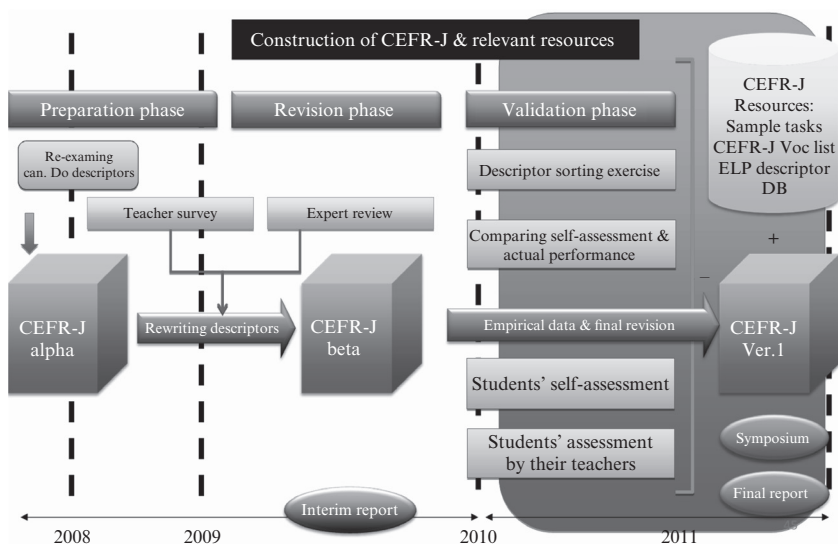 Construction of CEFR-J & relevant resources
Preparation phase
Revision phase
Validation phase
CEFR-J
Resources:
Sample tasks
CEFR-J Voc list
ELP descriptor
DB
Re-examing
can. Do descriptors
Teacher survey
Expert review
Descriptor sorting exercise
Comparing self-assessment &
actual performance
+
CEFR-J
alpha
Rewriting descriptors
CEFR-J
beta
Empirical data & final revision
CEFR-J
Ver.1
Students’ self-assessment
Students’ assessment
by their teachers
Symposium
Final report
Interim report
2008
2009
2010
2011